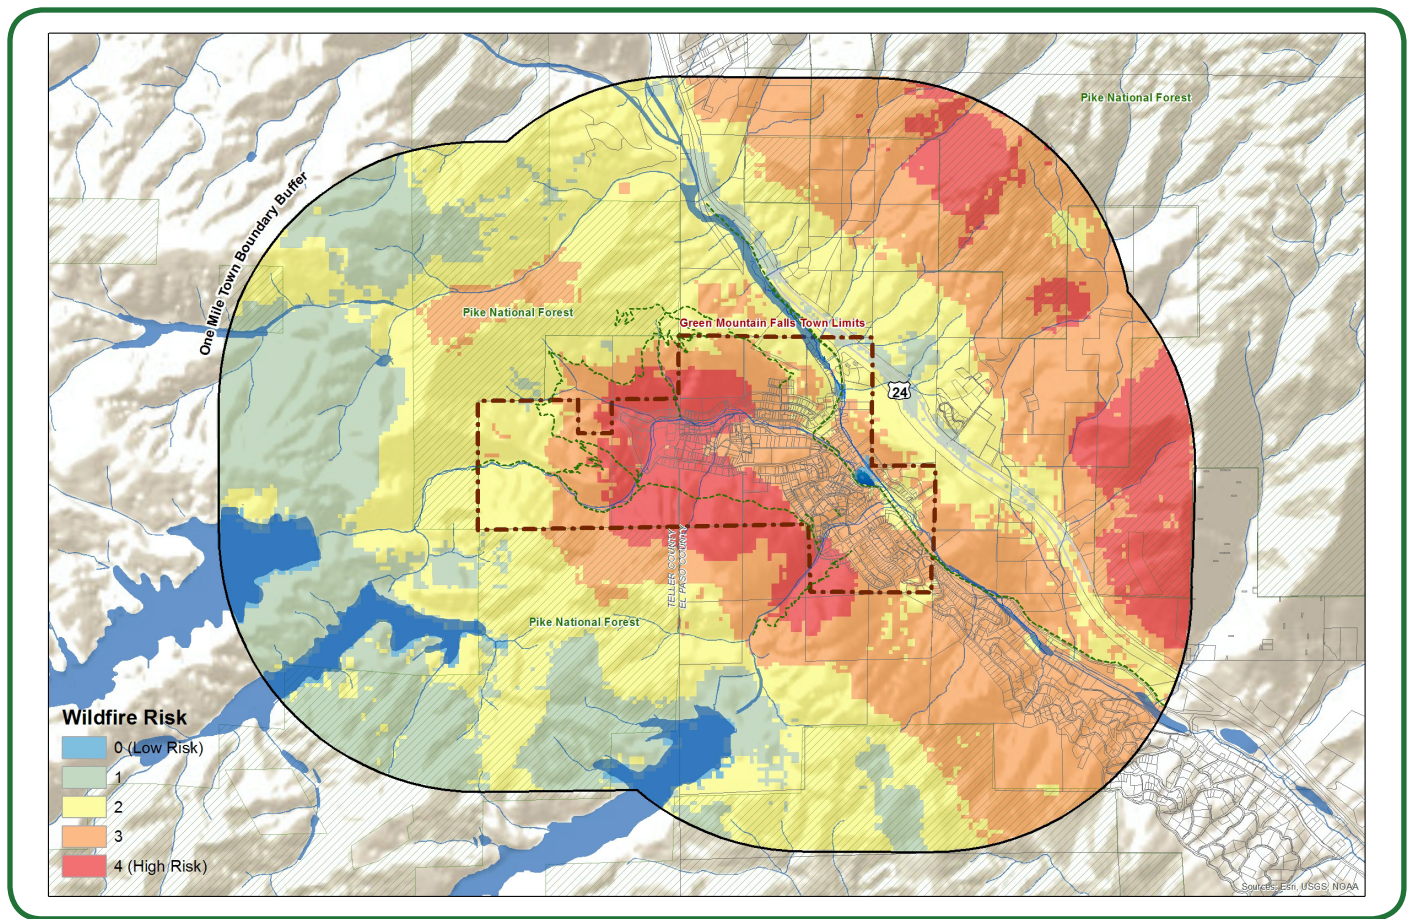 Pike National Forest
One Mile Town Boundary Buffer
Pike National Forest
Green Mountain Falls Town Limits
24
TELLER COUNTY
EL PASO COUNTY
Pike National Forest
Wildfire Risk
0 (Low Risk)
1
2
3
4 (High Risk)
Sources: Esri, USGS, NOAA